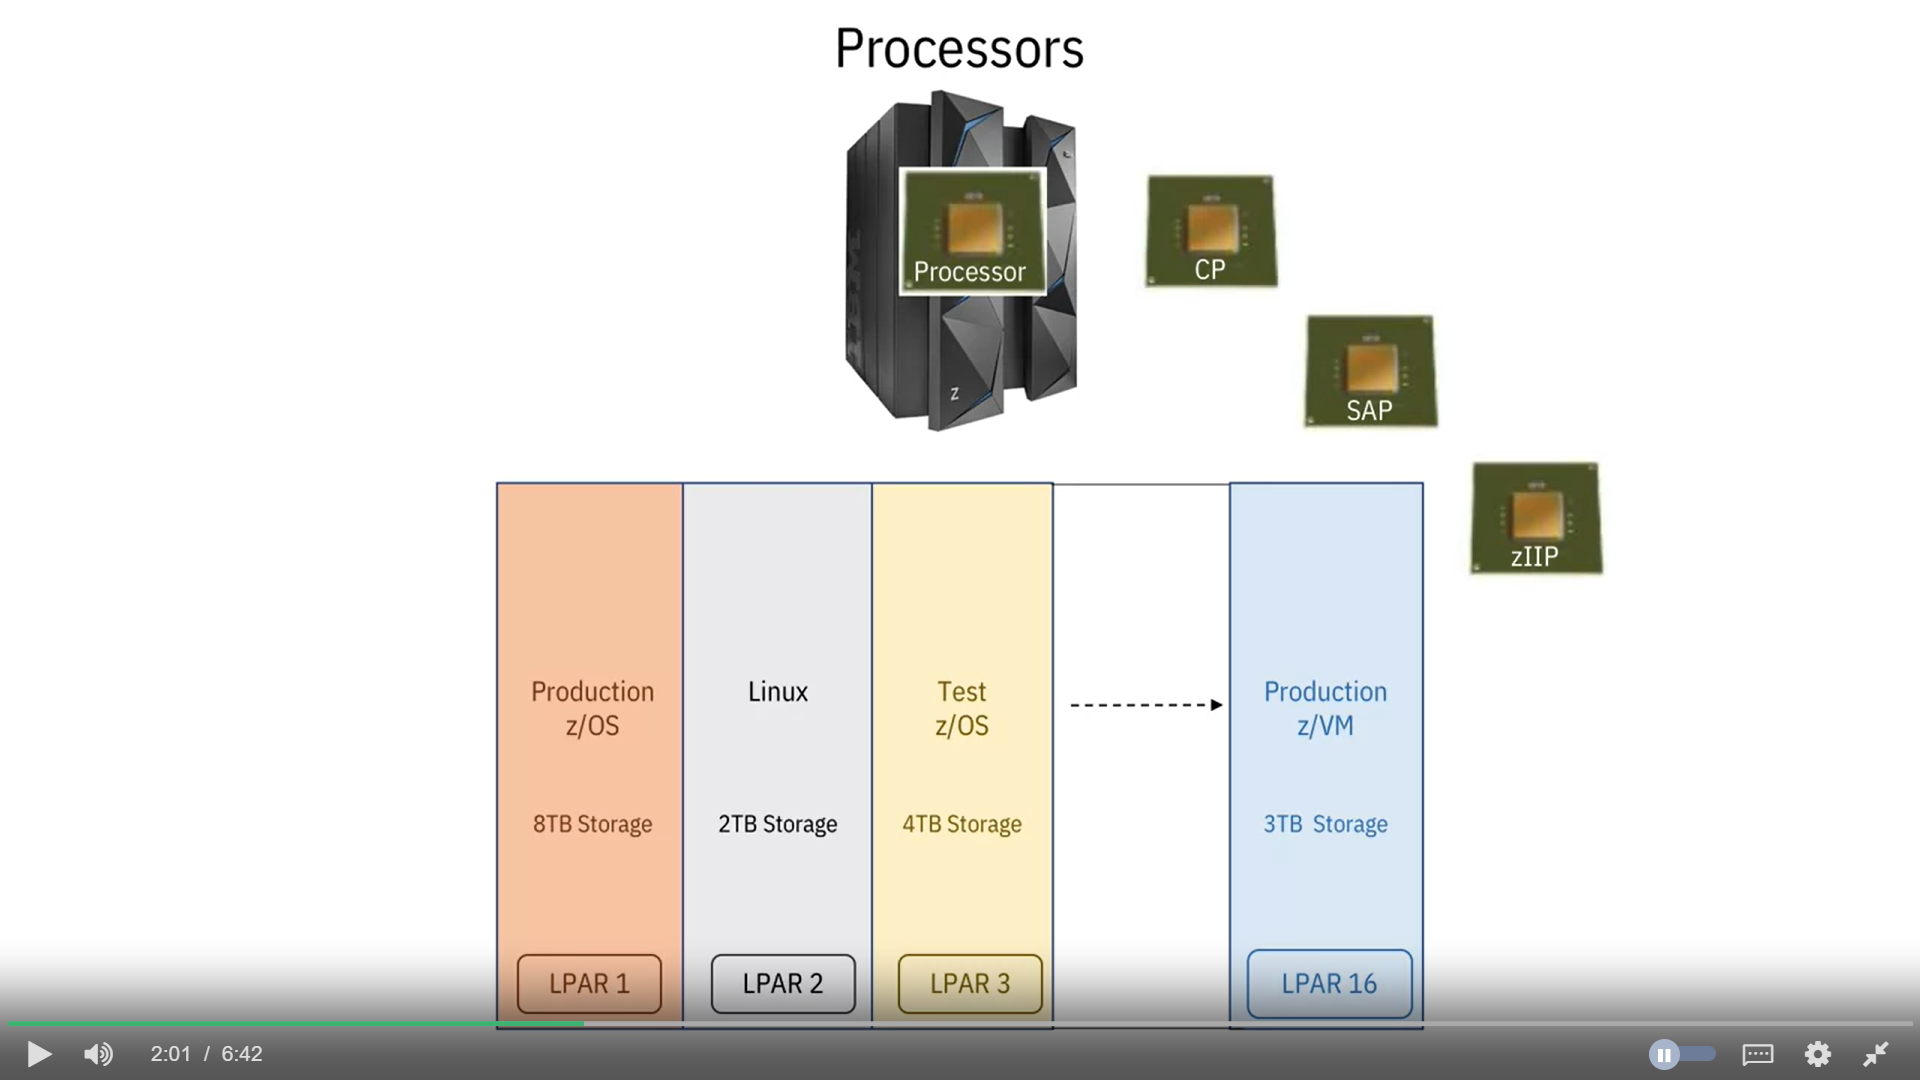 Processors
Processor
CP
SAP
z
zIIP
Production
z/OS
Linux
Test
z/OS
Production
z/VM
8TB Storage
2TB Storage
4TB Storage
3TB Storage
LPAR 1
LPAR 2
LPAR 3
LPAR 16
2:01 / 6:42